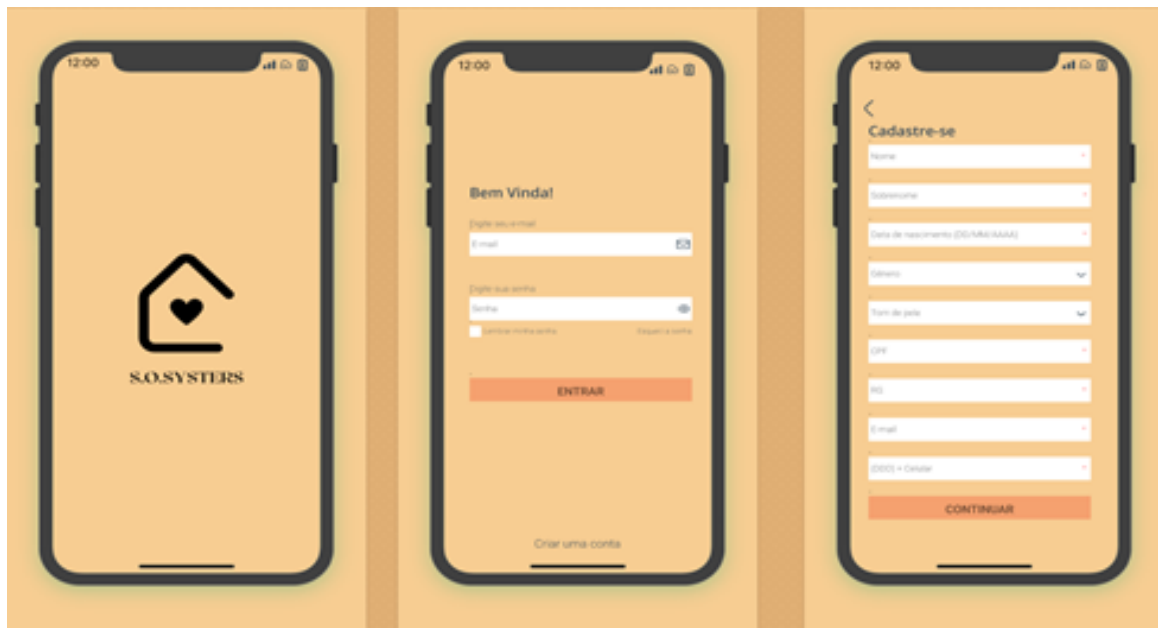 12:00
S.O.SYSTERS
12:00
Bem Vinda!
Digite seu e-mail
E-mail
Digite sua senha
Senha
Lembrar minha senha
Esqueci a senha
ENTRAR
Criar uma conta
12:00
Cadastre-se
Nome *
Sobrenome *
Data de nascimento (DD/MM/AAAA) *
Gênero
Tom de pele
CPF *
RG *
E-mail *
(DDD) + Celular *
CONTINUAR